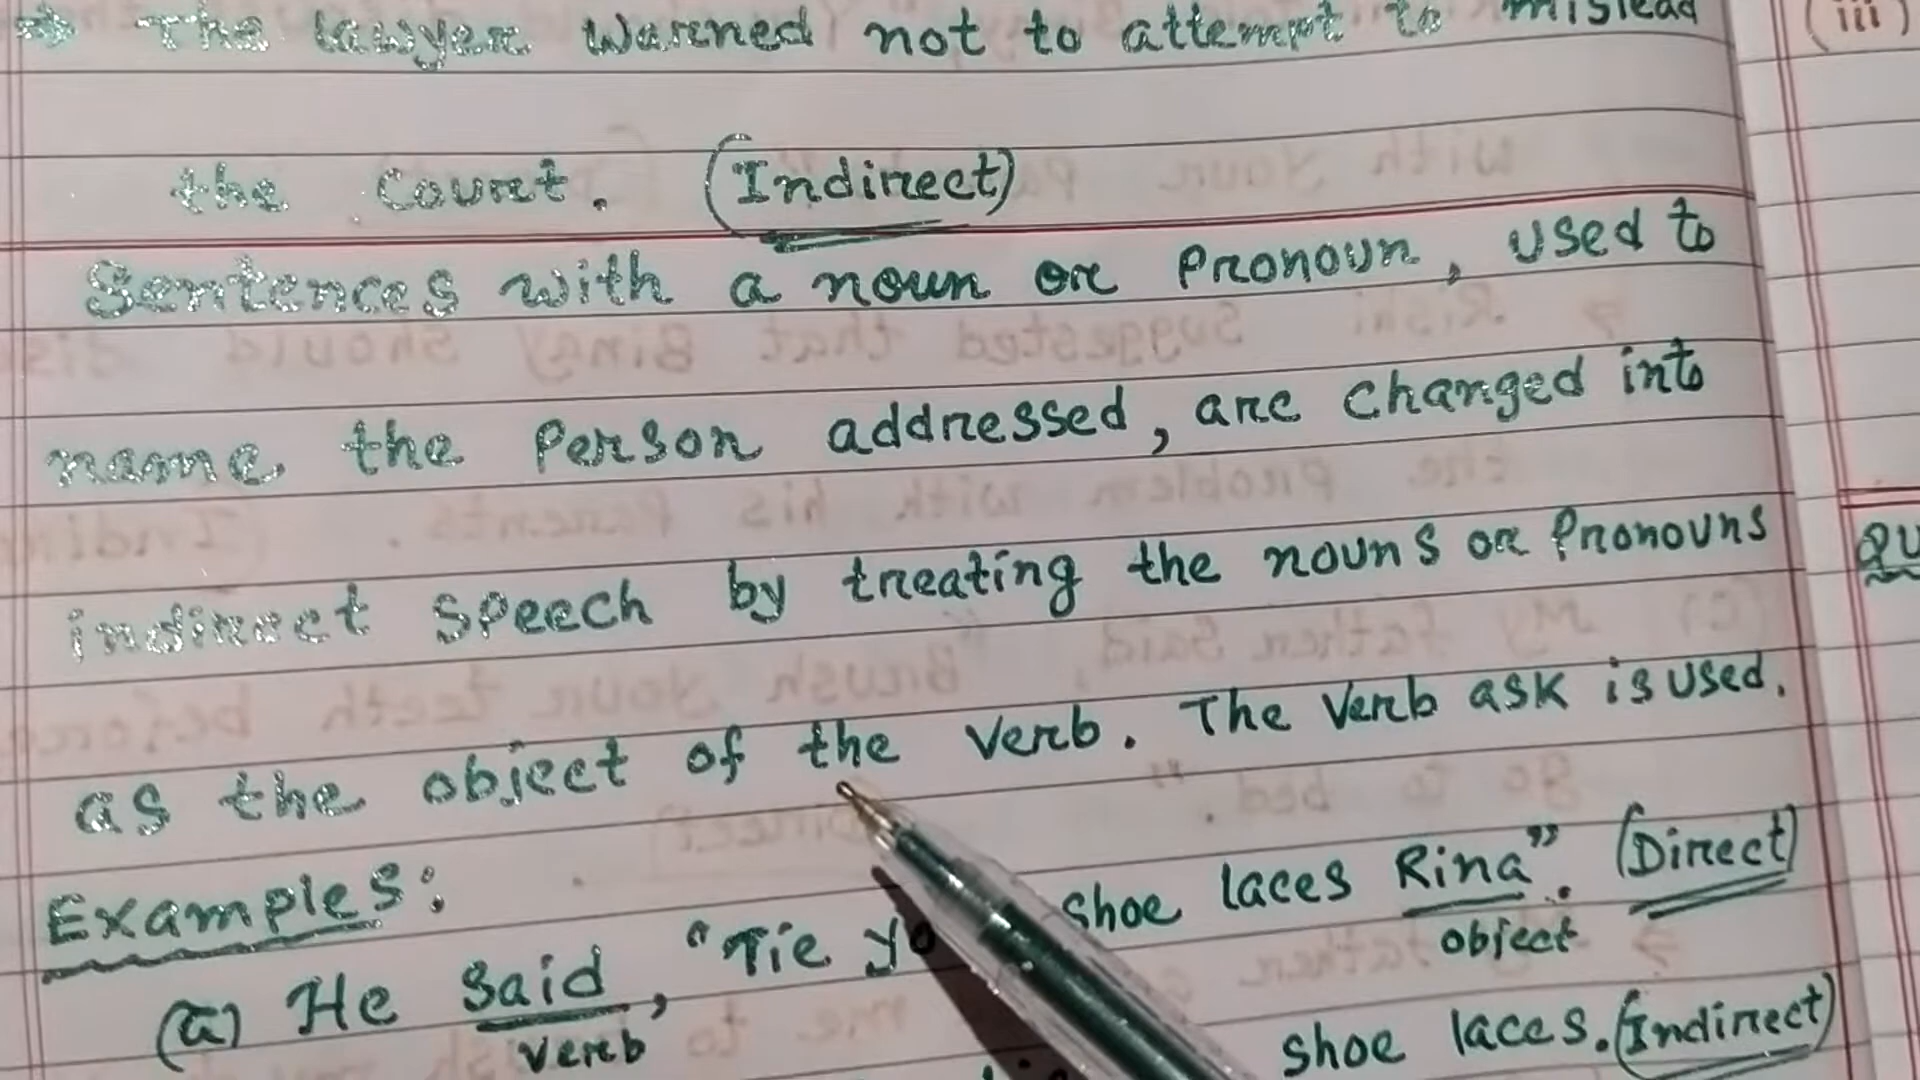 ⇒ The lawyer warned not to attempt to mislead
the Court. (Indirect)
Sentences with a noun or Pronoun, used to
name the Person addressed, are changed into
indirect speech by treating the nouns or Pronouns
as the object of the Verb. The Verb ask is used.
Examples:
(a) He said, "Tie shoe laces Rina". (Direct)
verb object
shoe laces. (Indirect)
(iii)